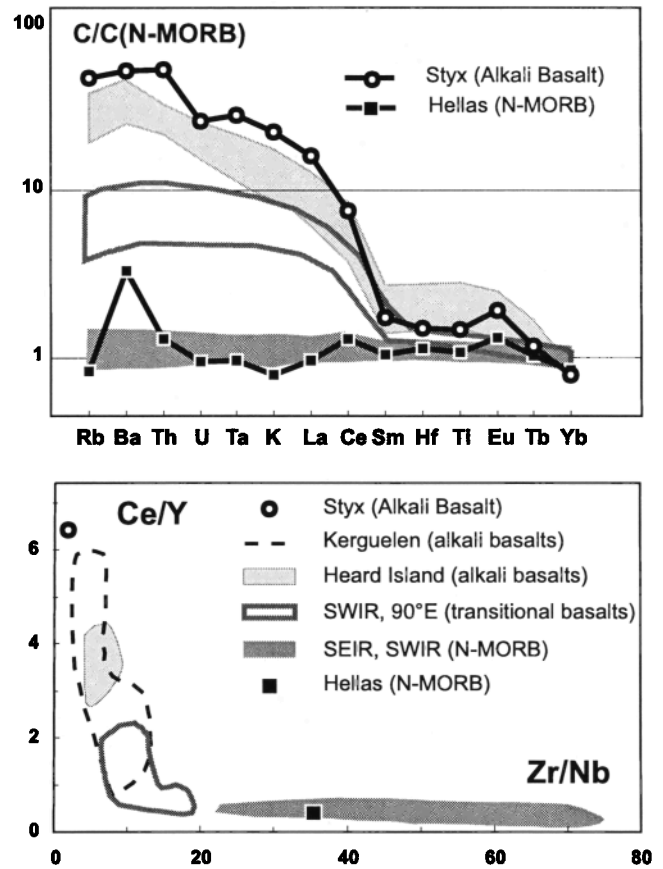 100
C/C(N-MORB)
Styx (Alkali Basalt)
Hellas (N-MORB)
10
1
Rb Ba Th U Ta K La Ce Sm Hf Tl Eu Tb Yb
Ce/Y
Styx (Alkali Basalt)
Kerguelen (alkali basalts)
Heard Island (alkali basalts)
SWIR, 90°E (transitional basalts)
SEIR, SWIR (N-MORB)
Hellas (N-MORB)
6
4
2
Zr/Nb
0
0 20 40 60 80